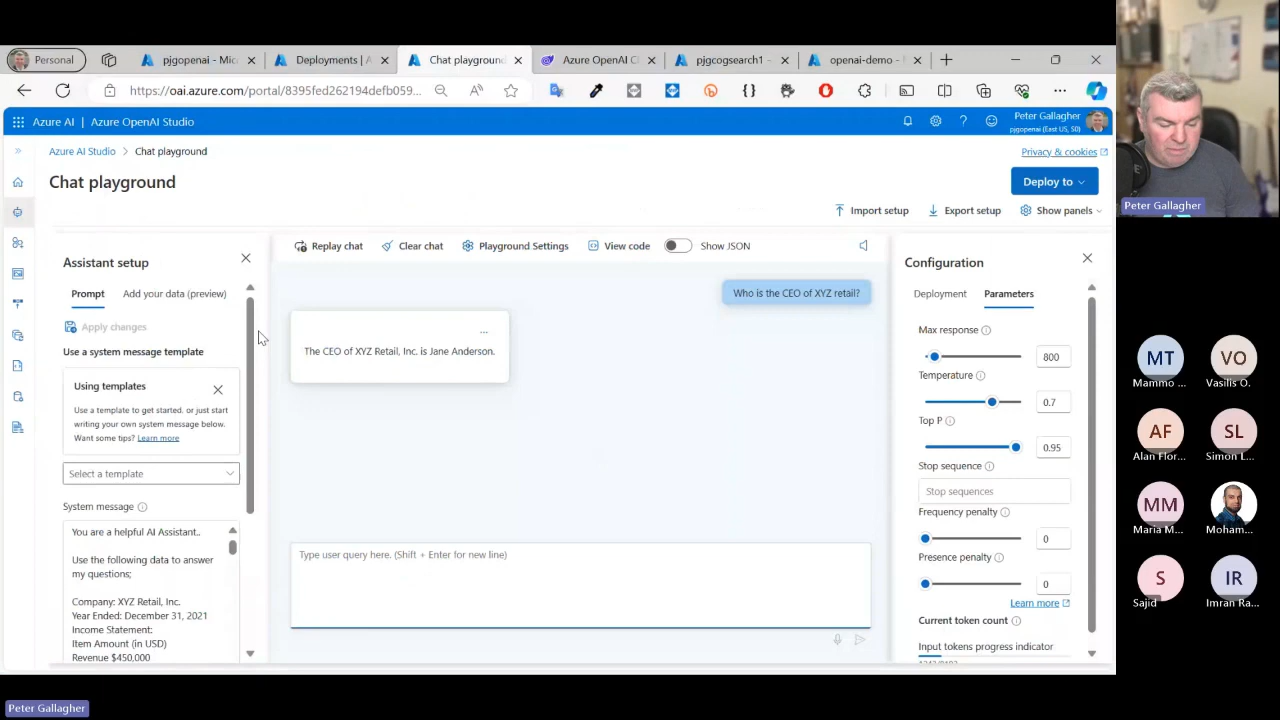 Personal
pjgopenai - Mic
Deployments | A
Chat playground
Azure OpenAI C
pjgcogsearch1 -
openai-demo -
https://oai.azure.com/portal/8395fed262194defb059...
Azure AI | Azure OpenAI Studio
Peter Gallagher
pjgopenai (East US, S0)
Azure AI Studio > Chat playground
Privacy & cookies
Chat playground
Deploy to
Import setup
Export setup
Show panels
Assistant setup
Replay chat
Clear chat
Playground Settings
View code
Show JSON
Configuration
Prompt
Add your data (preview)
Deployment
Parameters
Apply changes
Use a system message template
Using templates
Use a template to get started, or just start
writing your own system message below.
Want some tips? Learn more
Select a template
System message
You are a helpful AI Assistant..
Use the following data to answer
my questions;
Company: XYZ Retail, Inc.
Year Ended: December 31, 2021
Income Statement:
Item Amount (in USD)
Revenue $450,000
Who is the CEO of XYZ retail?
...
The CEO of XYZ Retail, Inc. is Jane Anderson.
Type user query here. (Shift + Enter for new line)
Max response
800
Temperature
0.7
Top P
0.95
Stop sequence
Stop sequences
Frequency penalty
0
Presence penalty
0
Learn more
Current token count
Input tokens progress indicator
Peter Gallagher
MT
Mammo ...
VO
Vasilis O.
AF
Alan Flor...
SL
Simon L...
MM
Maria M...
Moham...
S
Sajid
IR
Imran Ra...
Peter Gallagher